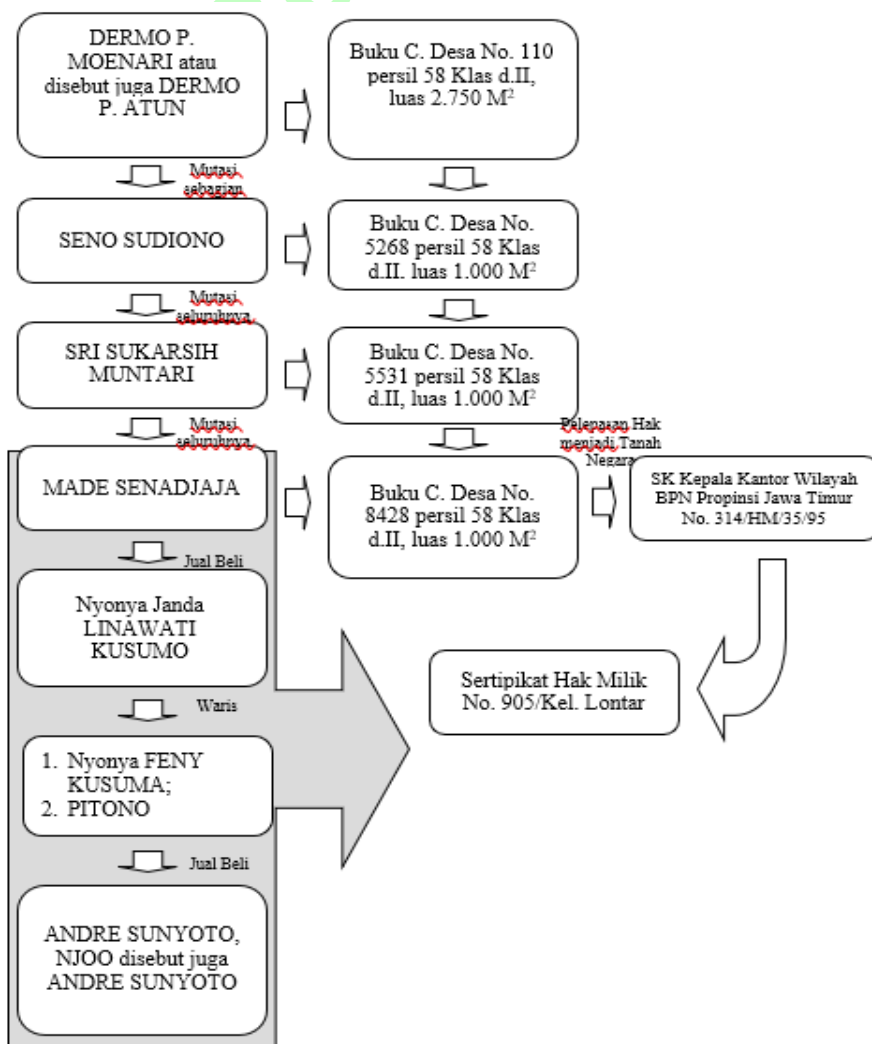 DERMO P.
MOENARI atau
disebut juga DERMO
P. ATUN
Buku C. Desa No. 110
persil 58 Klas d.II,
luas 2.750 M²
Mutasi
sebagian
SENO SUDIONO
Buku C. Desa No.
5268 persil 58 Klas
d.II. luas 1.000 M²
Mutasi
seluruhnya
SRI SUKARSIH
MUNTARI
Buku C. Desa No.
5531 persil 58 Klas
d.II, luas 1.000 M²
Mutasi
seluruhnya
Pelepasan Hak
menjadi Tanah
Negara
MADE SENADJAJA
Buku C. Desa No.
8428 persil 58 Klas
d.II, luas 1.000 M²
SK Kepala Kantor Wilayah
BPN Propinsi Jawa Timur
No. 314/HM/35/95
Jual Beli
Nyonya Janda
LINAWATI
KUSUMO
Sertipikat Hak Milik
No. 905/Kel. Lontar
Waris
1. Nyonya FENY
KUSUMA;
2. PITONO
Jual Beli
ANDRE SUNYOTO,
NJOO disebut juga
ANDRE SUNYOTO